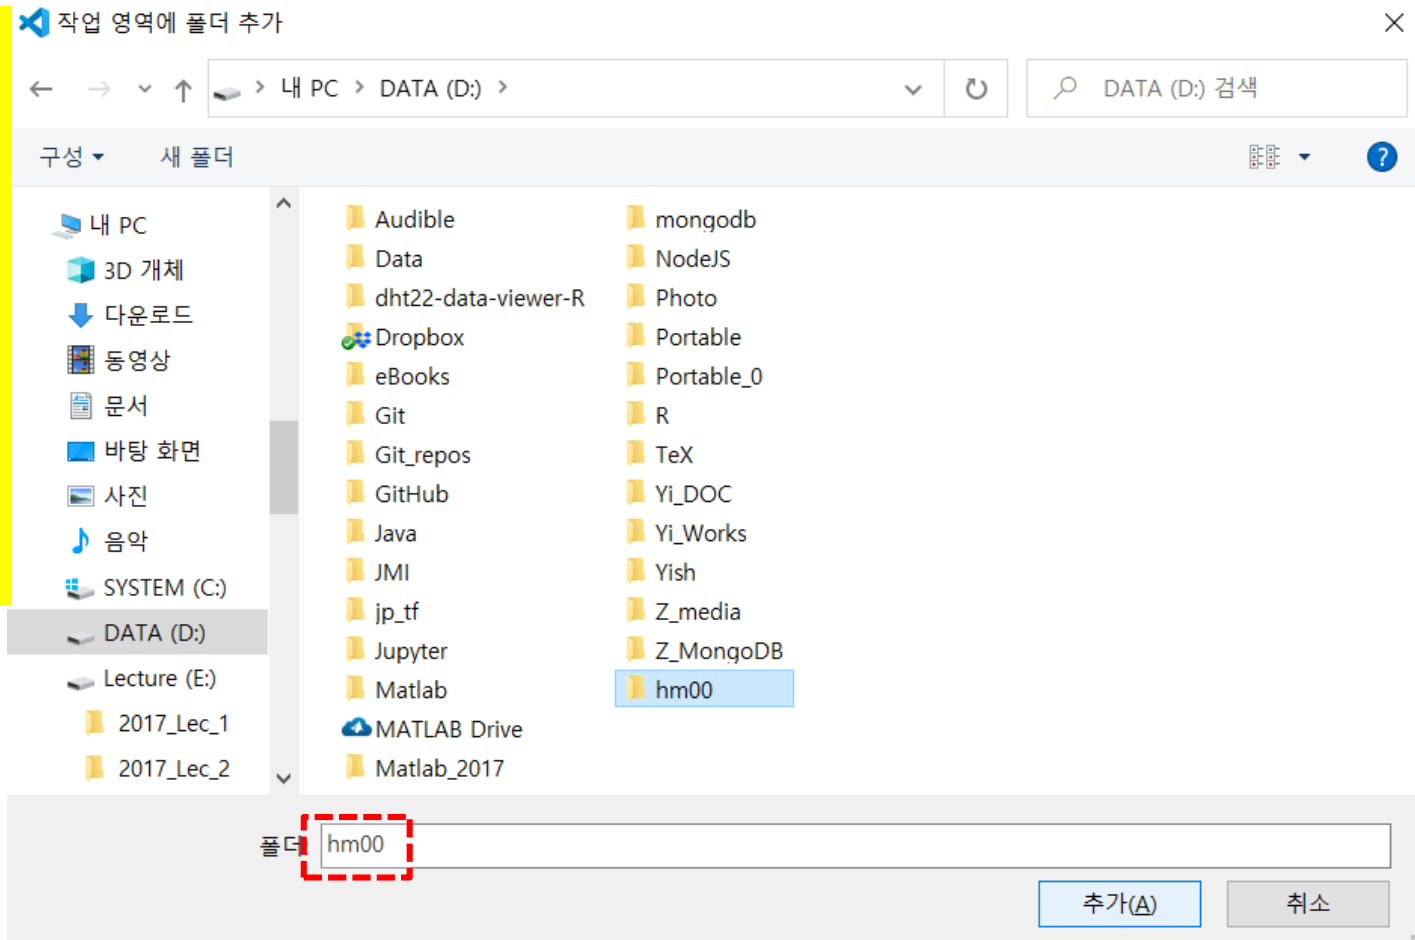 작업 영역에 폴더 추가
내 PC > DATA (D:) >
DATA (D:) 검색
구성
새 폴더
?
내 PC
3D 개체
다운로드
동영상
문서
바탕 화면
사진
음악
SYSTEM (C:)
DATA (D:)
Lecture (E:)
2017_Lec_1
2017_Lec_2
Audible
Data
dht22-data-viewer-R
Dropbox
eBooks
Git
Git_repos
GitHub
Java
JMI
jp_tf
Jupyter
Matlab
MATLAB Drive
Matlab_2017
mongodb
NodeJS
Photo
Portable
Portable_0
R
TeX
Yi_DOC
Yi_Works
Yish
Z_media
Z_MongoDB
hm00
폴더: hm00
추가(A)
취소